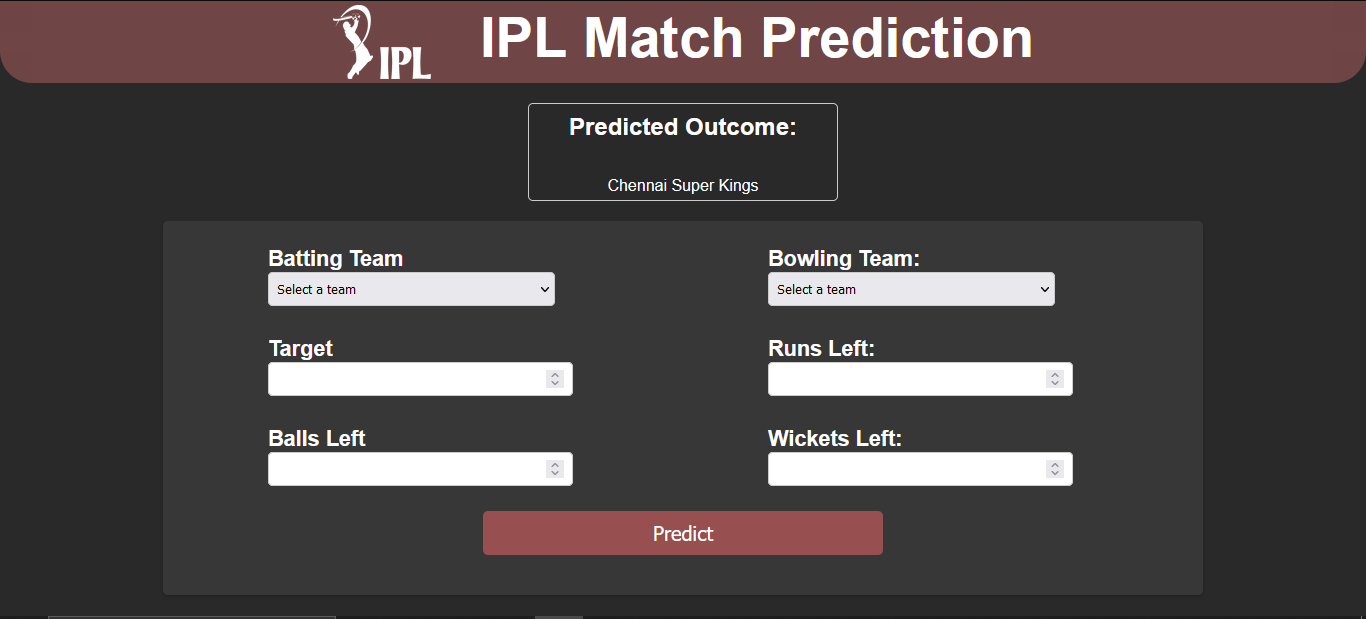 IPL
IPL Match Prediction
Predicted Outcome:
Chennai Super Kings
Batting Team
Bowling Team:
Select a team
Select a team
Target
Runs Left:
Balls Left
Wickets Left:
Predict